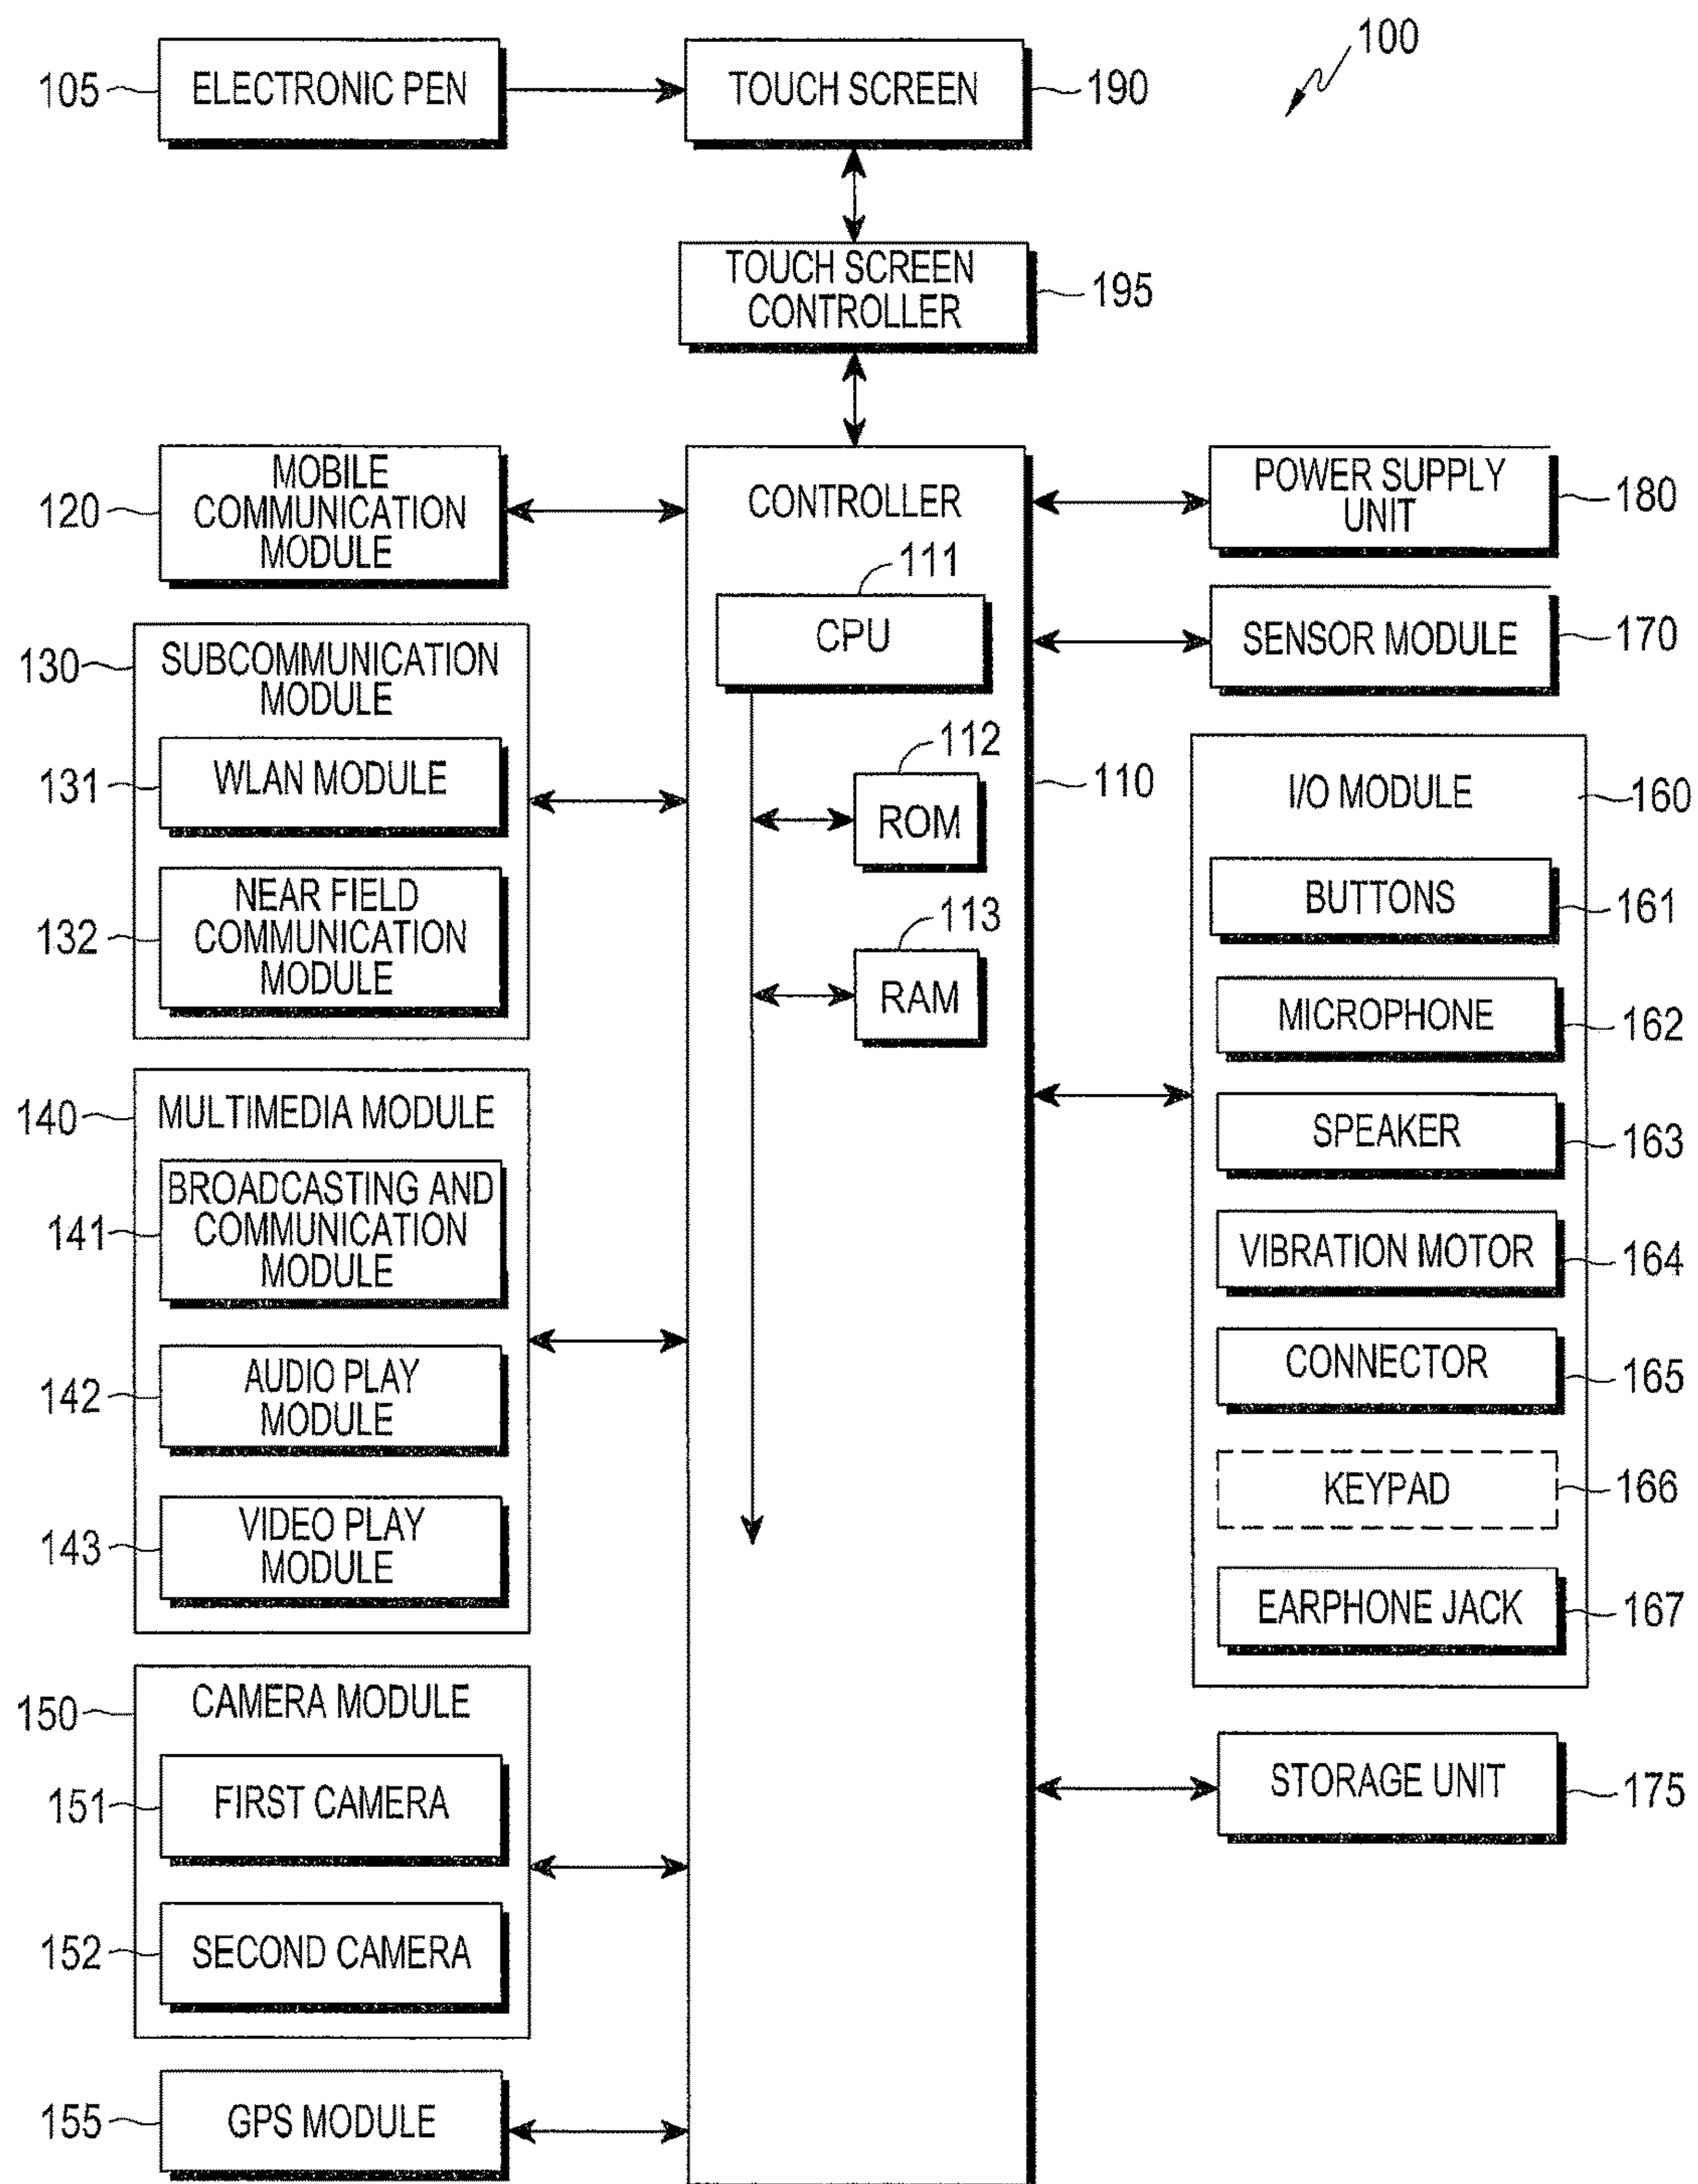 100
105
ELECTRONIC PEN
TOUCH SCREEN
190
TOUCH SCREEN
CONTROLLER
195
120
MOBILE
COMMUNICATION
MODULE
CONTROLLER
POWER SUPPLY
UNIT
180
111
CPU
SENSOR MODULE
170
130
SUBCOMMUNICATION
MODULE
131
WLAN MODULE
132
NEAR FIELD
COMMUNICATION
MODULE
112
ROM
110
113
RAM
I/O MODULE
160
BUTTONS
161
MICROPHONE
162
SPEAKER
163
VIBRATION MOTOR
164
CONNECTOR
165
KEYPAD
166
EARPHONE JACK
167
140
MULTIMEDIA MODULE
141
BROADCASTING AND
COMMUNICATION
MODULE
142
AUDIO PLAY
MODULE
143
VIDEO PLAY
MODULE
150
CAMERA MODULE
151
FIRST CAMERA
152
SECOND CAMERA
STORAGE UNIT
175
155
GPS MODULE